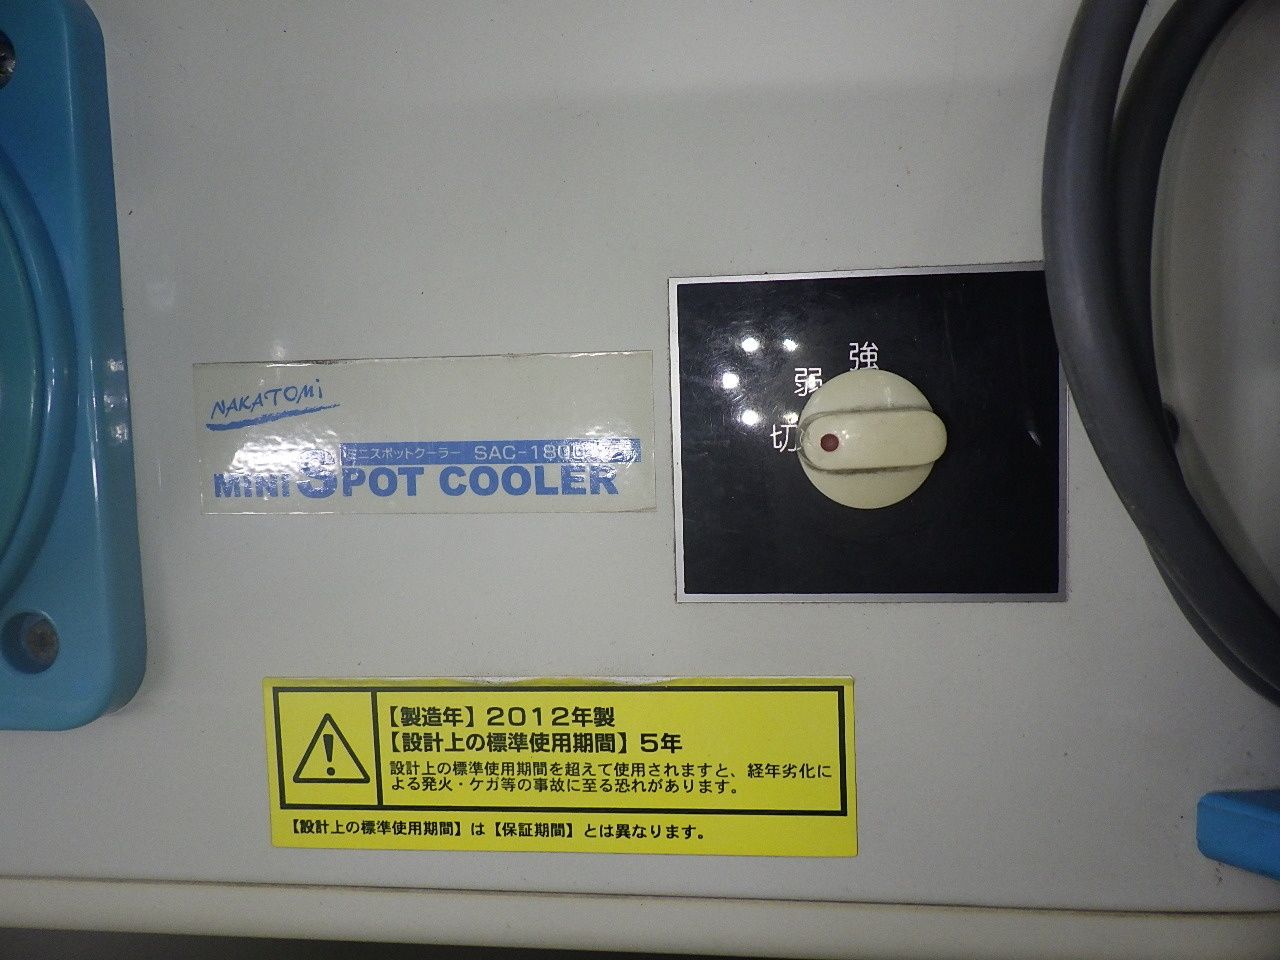 NAKATOMI
ミニスポットクーラー SAC-1800
MINI SPOT COOLER
強
弱
切
【製造年】2012年製
【設計上の標準使用期間】5年
設計上の標準使用期間を超えて使用されますと、経年劣化に
よる発火・ケガ等の事故に至る恐れがあります。
【設計上の標準使用期間】は【保証期間】とは異なります。